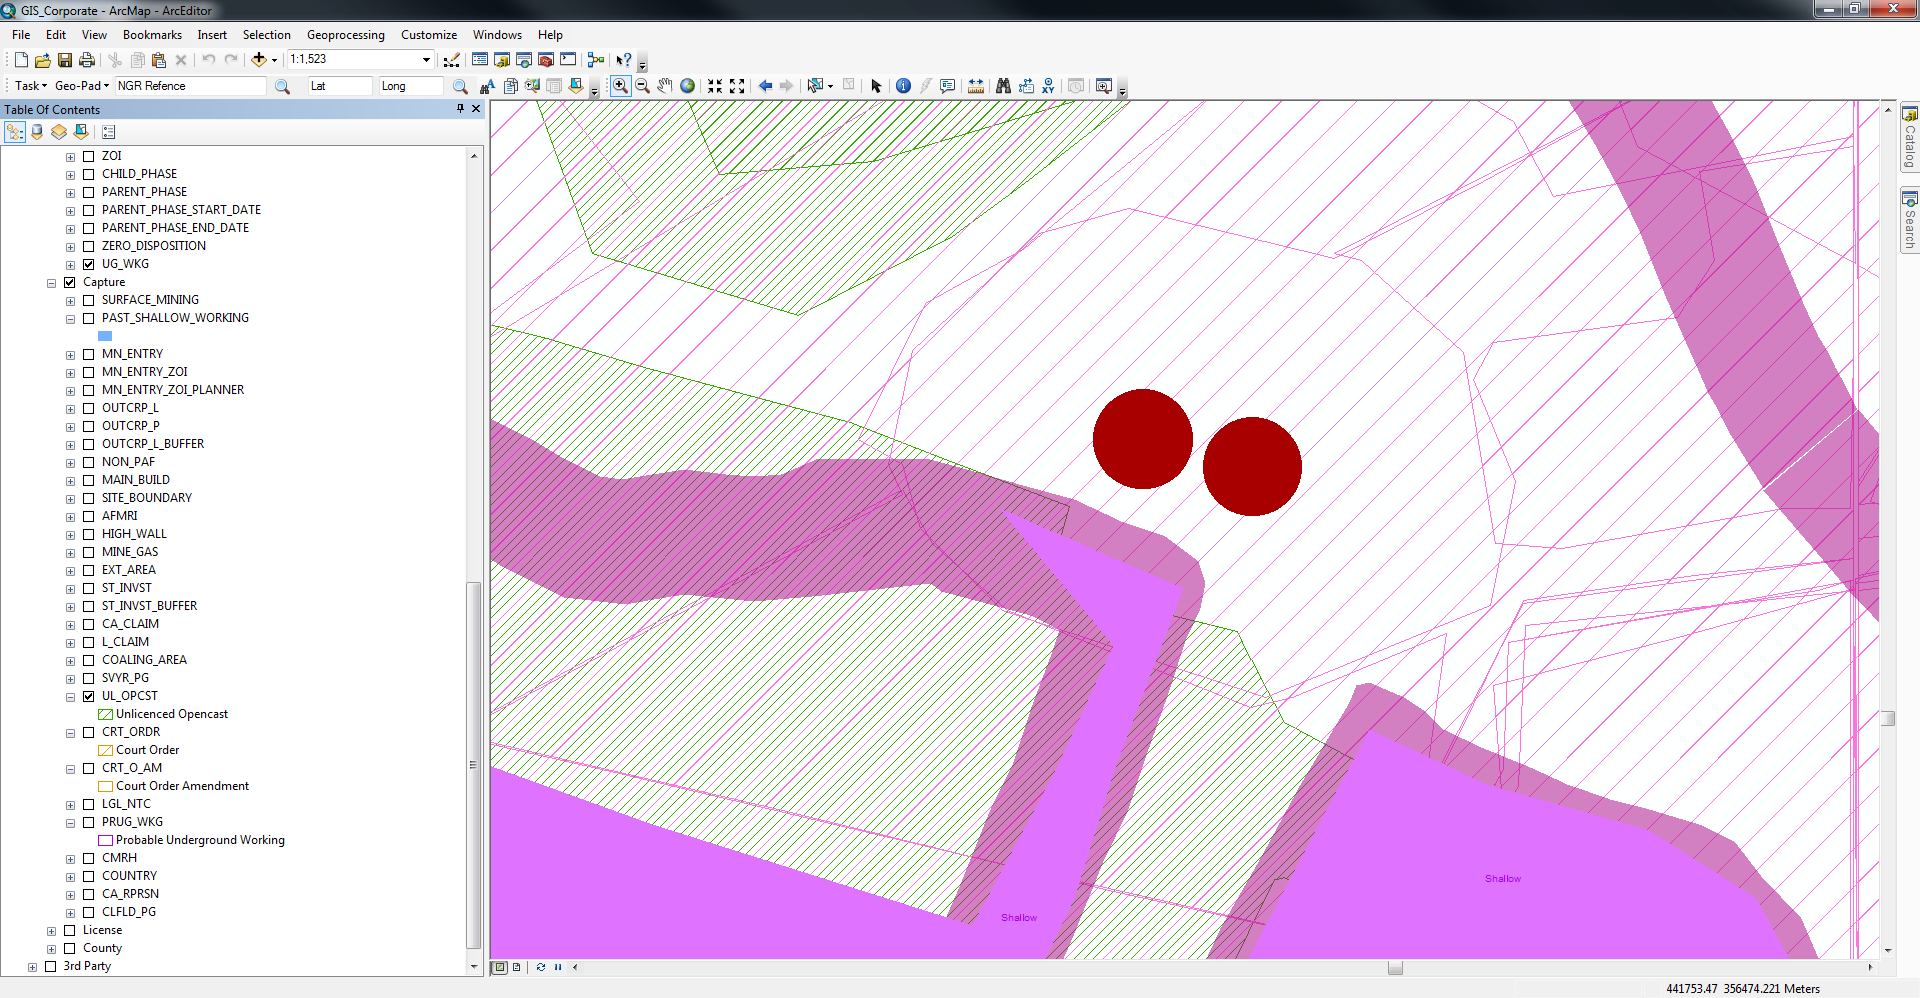 GIS_Corporate - ArcMap - ArcEditor
File Edit View Bookmarks Insert Selection Geoprocessing Customize Windows Help
1:1,523
Task Geo-Pad NGR Refence Lat Long
Table Of Contents
ZOI
CHILD_PHASE
PARENT_PHASE
PARENT_PHASE_START_DATE
PARENT_PHASE_END_DATE
ZERO_DISPOSITION
UG_WKG
Capture
SURFACE_MINING
PAST_SHALLOW_WORKING
MN_ENTRY
MN_ENTRY_ZOI
MN_ENTRY_ZOI_PLANNER
OUTCRP_L
OUTCRP_P
OUTCRP_L_BUFFER
NON_PAF
MAIN_BUILD
SITE_BOUNDARY
AFMRI
HIGH_WALL
MINE_GAS
EXT_AREA
ST_INVST
ST_INVST_BUFFER
CA_CLAIM
L_CLAIM
COALING_AREA
SVYR_PG
UL_OPCST
Unlicenced Opencast
CRT_ORDR
Court Order
CRT_O_AM
Court Order Amendment
LGL_NTC
PRUG_WKG
Probable Underground Working
CMRH
COUNTRY
CA_RPRSN
CLFLD_PG
License
County
3rd Party
Shallow
Shallow
Catalog
Search
441753.47 356474.221 Meters